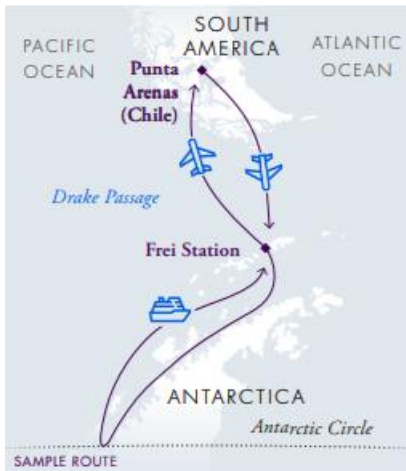 SOUTH
AMERICA
PACIFIC
OCEAN
ATLANTIC
OCEAN
Punta
Arenas
(Chile)
Drake Passage
Frei Station
ANTARCTICA
Antarctic Circle
SAMPLE ROUTE